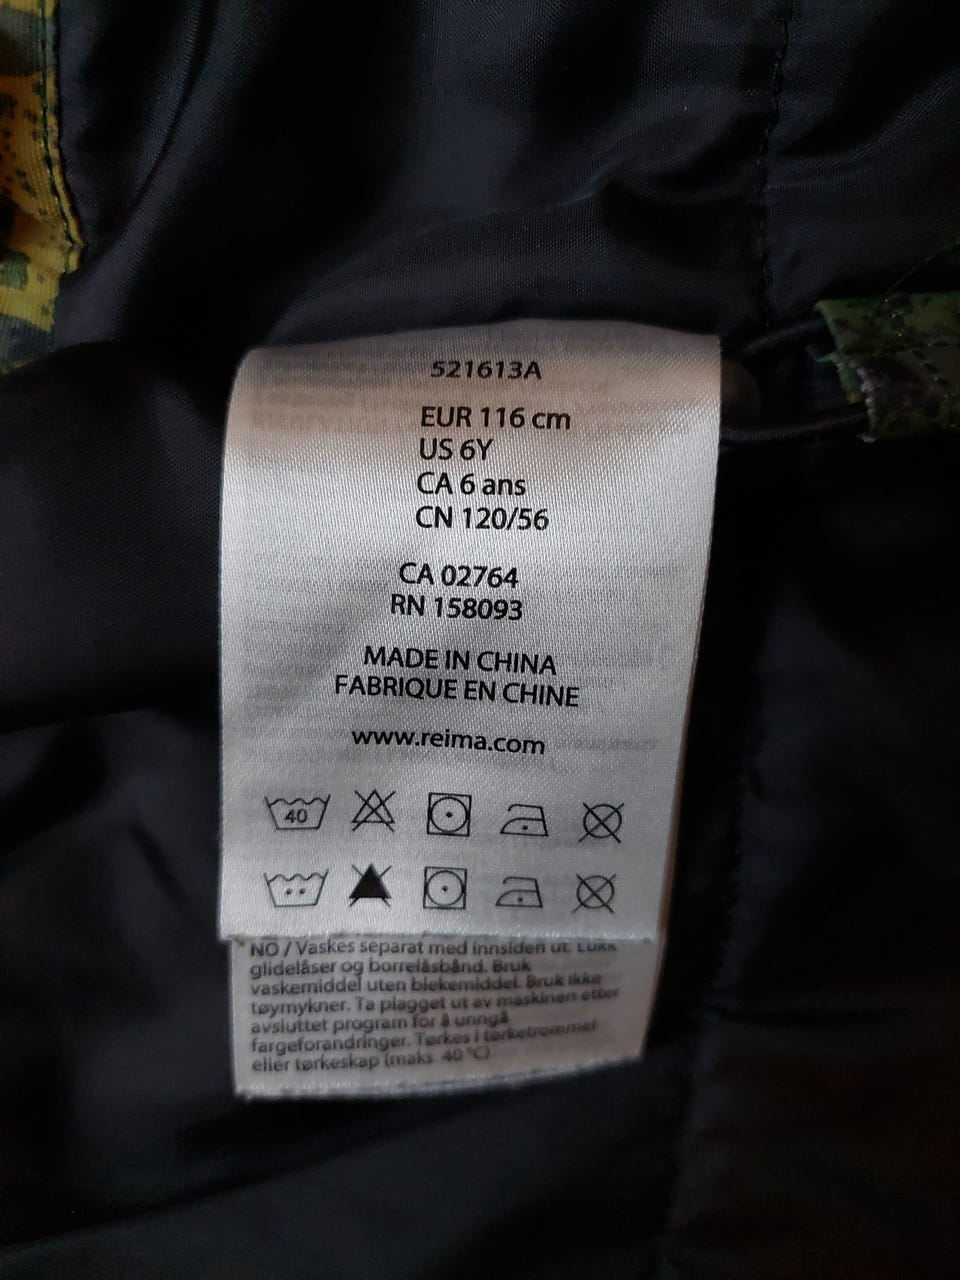 521613A
EUR 116 cm
US 6Y
CA 6 ans
CN 120/56
CA 02764
RN 158093
MADE IN CHINA
FABRIQUE EN CHINE
www.reima.com
40
NO / Vaskes separat med innsiden ut. Lukk
glidelåser og borrelåsbånd. Bruk
vaskemiddel uten blekemiddel. Bruk ikke
tøymykner. Ta plagget ut av maskinen etter
avsluttet program for å unngå
fargeforandringer. Tørkes i tørketrommel
eller tørkeskap (maks 40 °C).